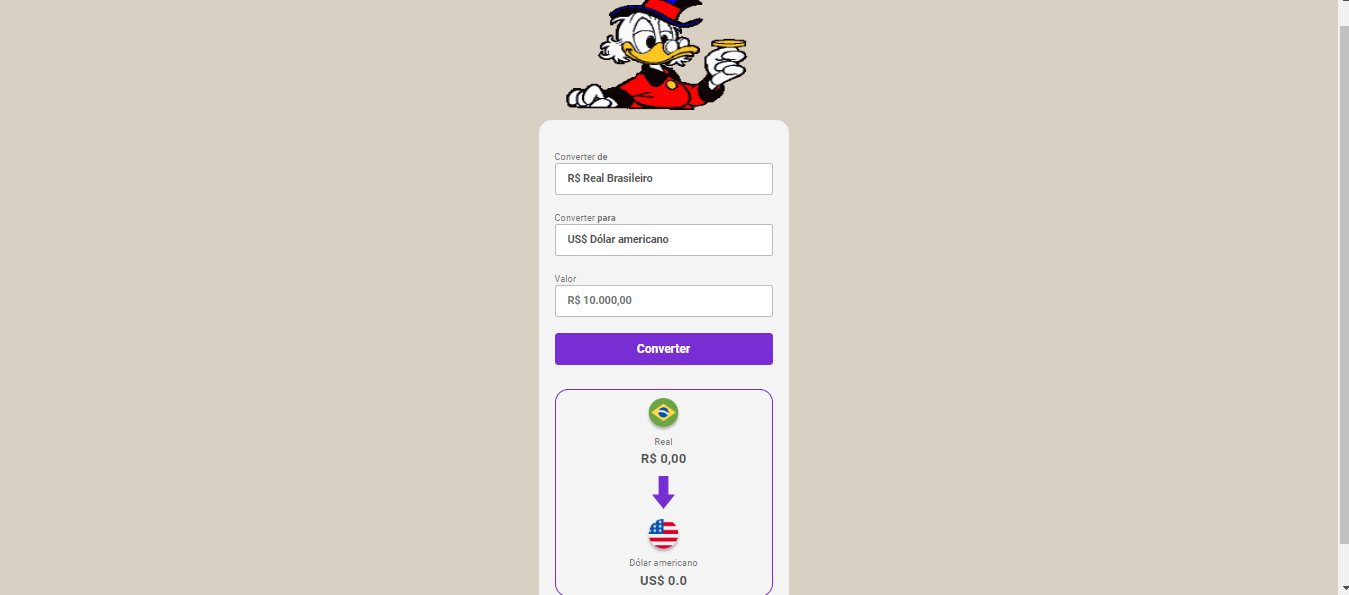 Converter de
R$ Real Brasileiro
Converter para
US$ Dólar americano
Valor
R$ 10.000,00
Converter
Real
R$ 0,00
Dólar americano
US$ 0.0